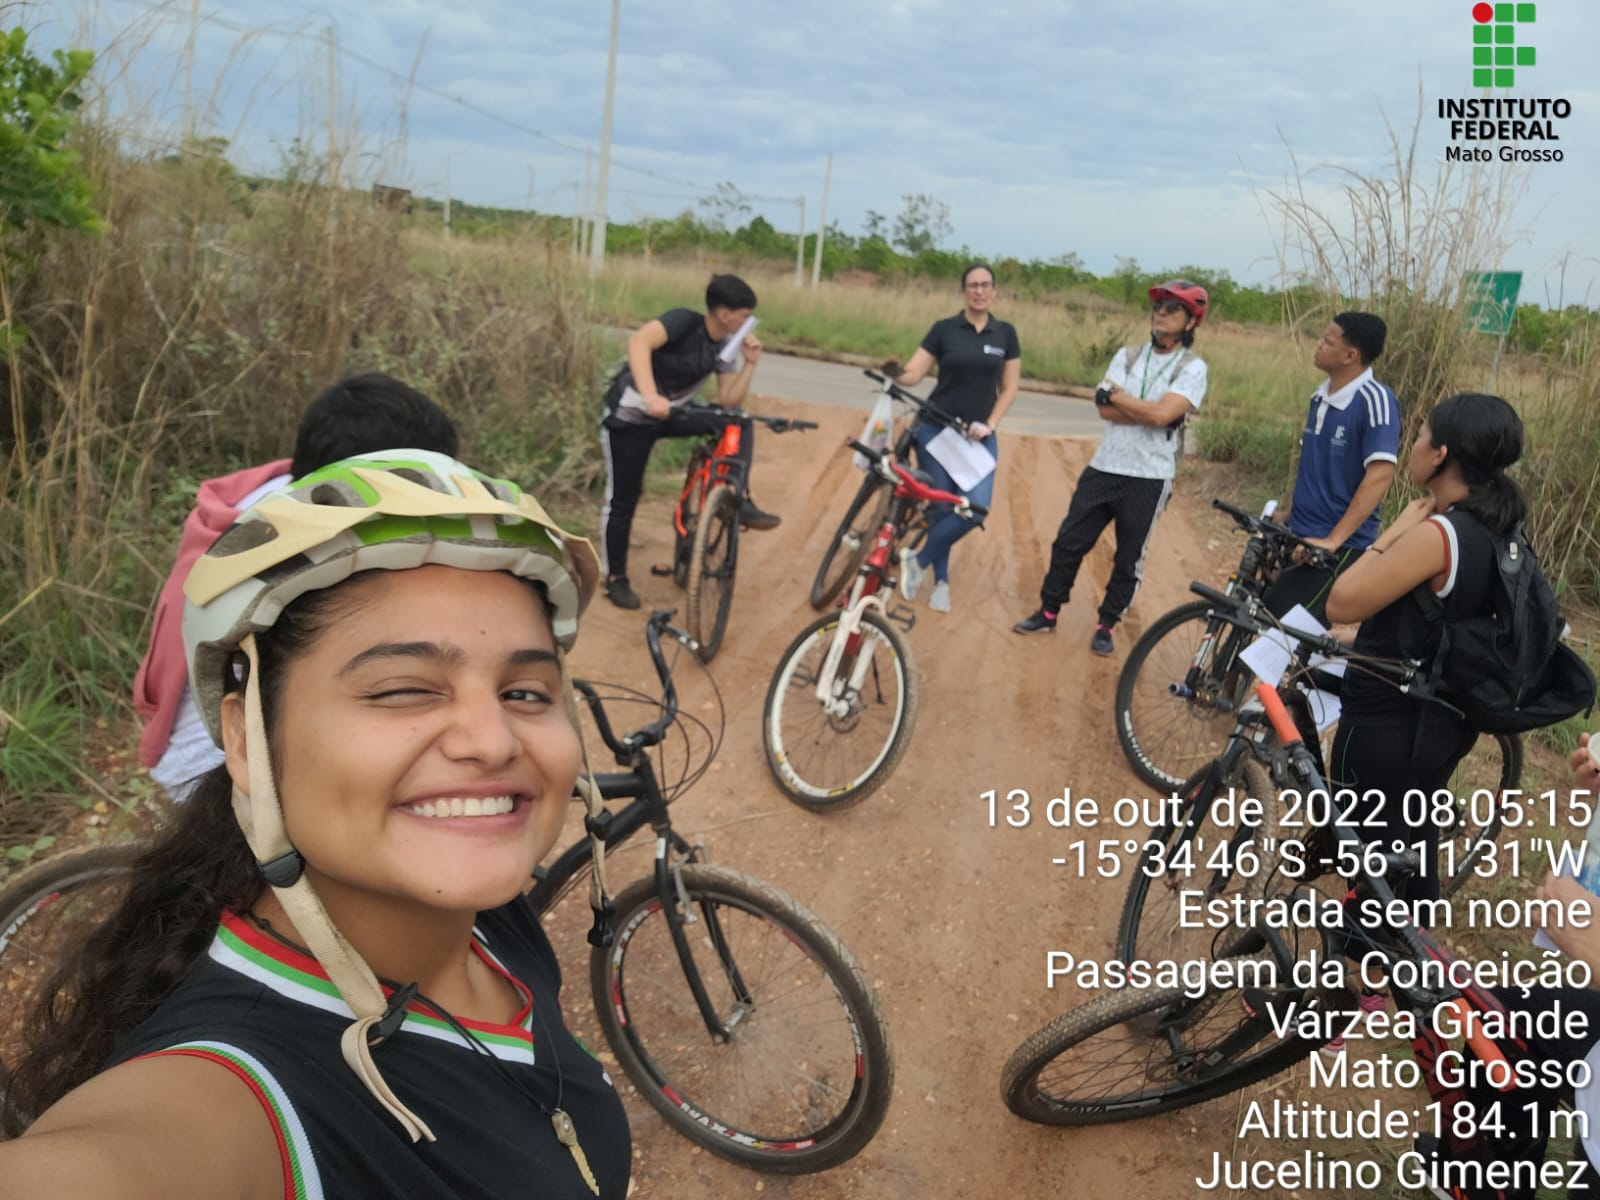 INSTITUTO
FEDERAL
Mato Grosso
13 de out. de 2022 08:05:15
-15°34'46"S -56°11'31"W
Estrada sem nome
Passagem da Conceição
Várzea Grande
Mato Grosso
Altitude:184.1m
Jucelino Gimenez